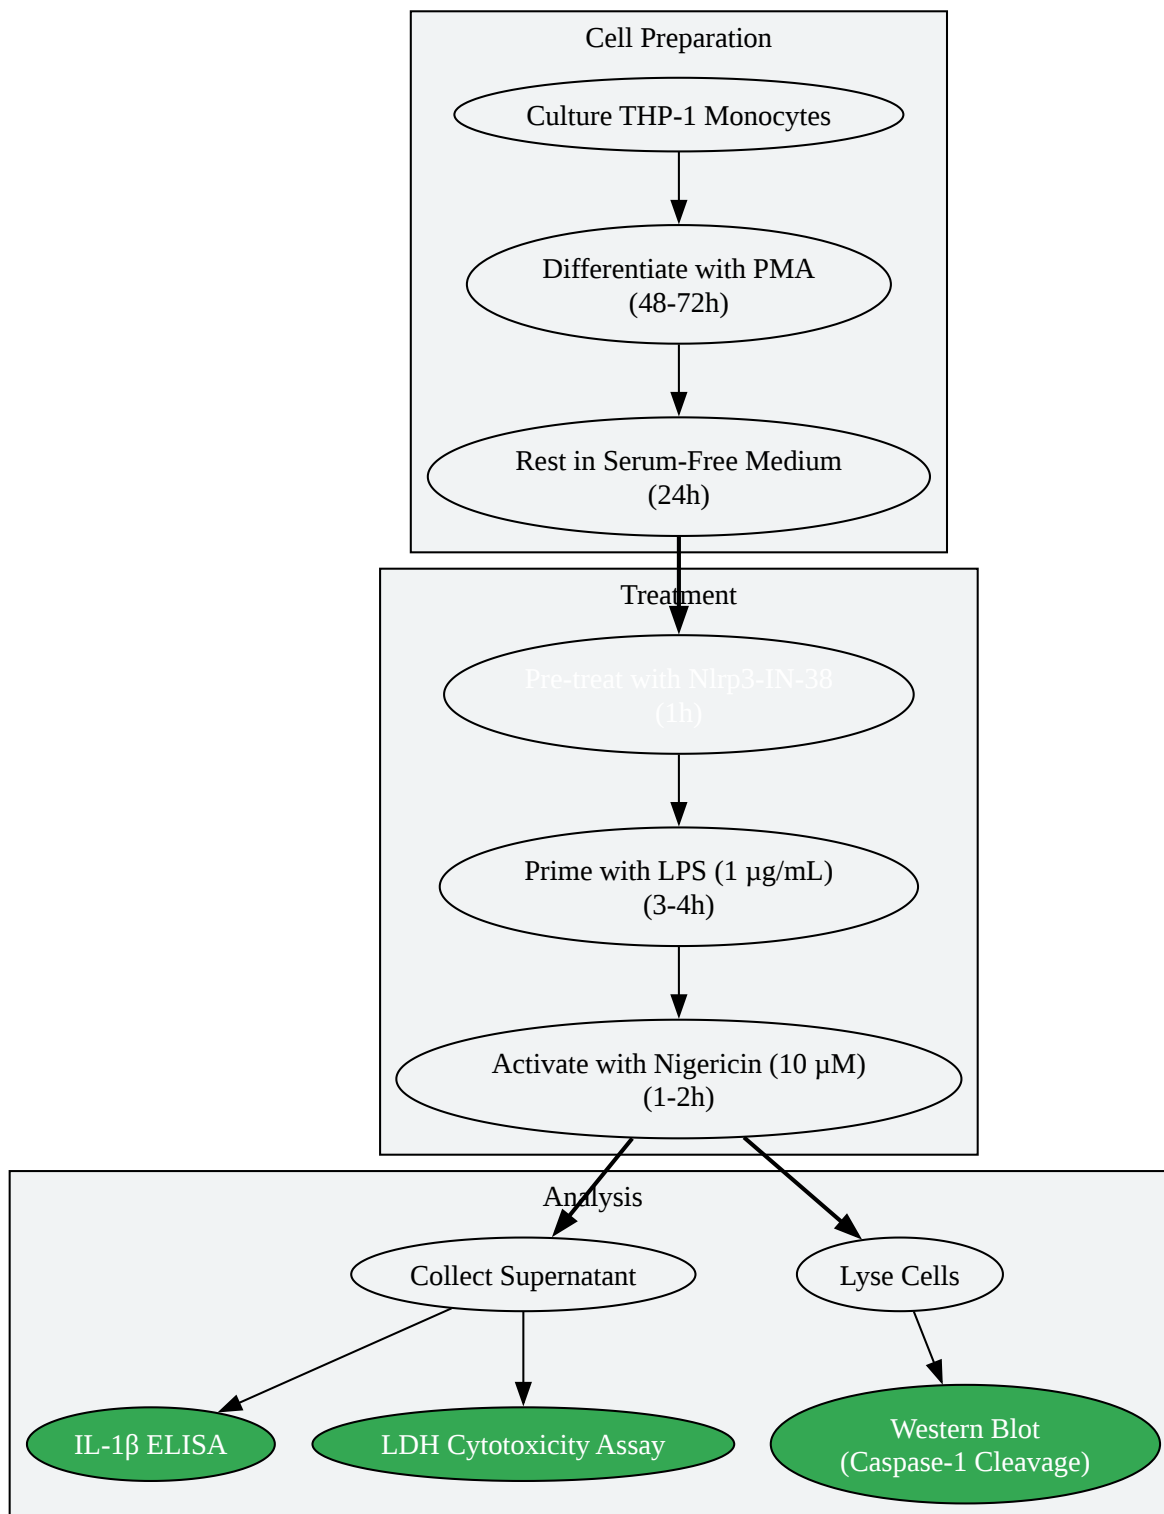 Cell Preparation
Culture THP-1 Monocytes
Differentiate with PMA
(48-72h)
Rest in Serum-Free Medium
(24h)
Treatment
Pre-treat with Nlrp3-IN-38
(1h)
Prime with LPS (1 µg/mL)
(3-4h)
Activate with Nigericin (10 µM)
(1-2h)
Analysis
Collect Supernatant
Lyse Cells
IL-1β ELISA
LDH Cytotoxicity Assay
Western Blot
(Caspase-1 Cleavage)